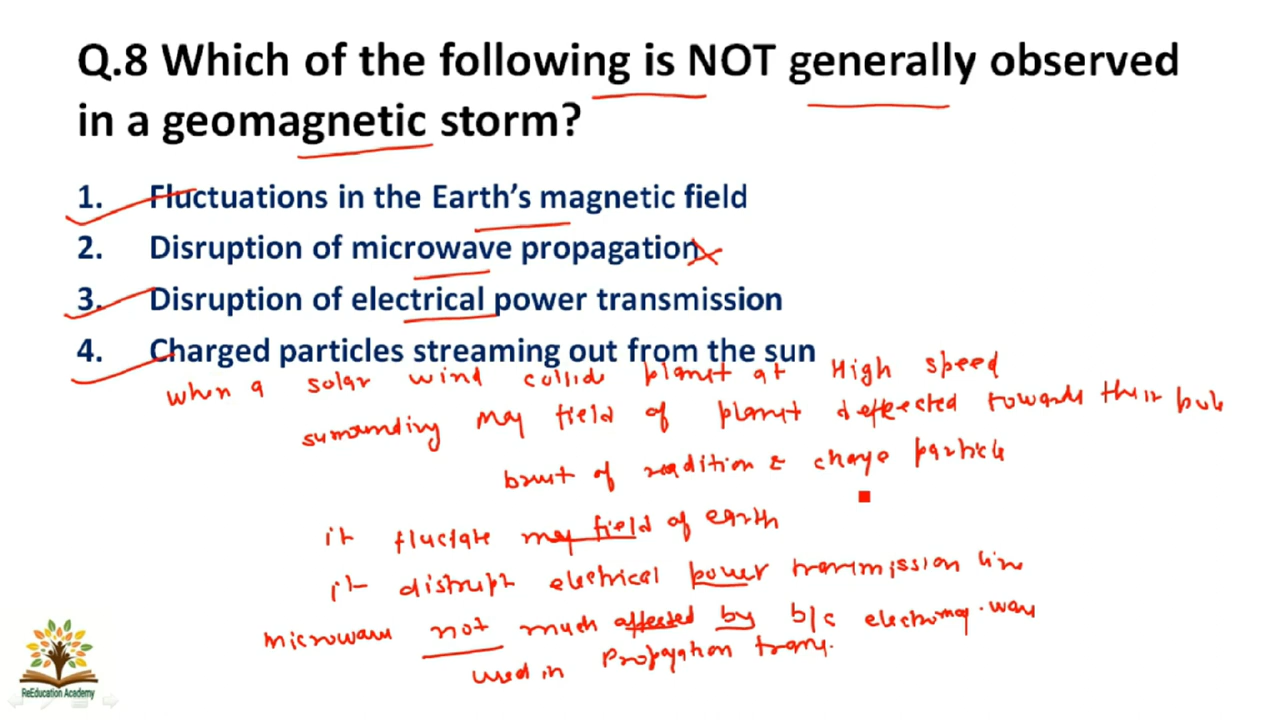 Q.8 Which of the following is NOT generally observed
in a geomagnetic storm?
1. Fluctuations in the Earth's magnetic field
2. Disruption of microwave propagation
3. Disruption of electrical power transmission
4. Charged particles streaming out from the sun
when a solar wind collide planet at High speed
surrounding mag field of planet deflected towards their
of radition & charge particle
it fluctate mag field of earth
it distrupt electrical power transmission line
microwave not much affected by b/c electromag. wave
used in Propagation trans.
ReEducation Academy